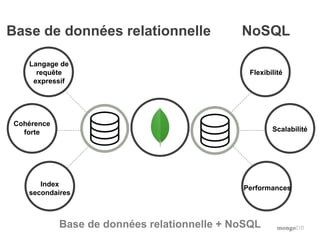 Base de données relationnelle
NoSQL
Langage de
requête
expressif
Flexibilité
Cohérence
forte
Scalabilité
Index
secondaires
Performances
Base de données relationnelle + NoSQL
mongoDB